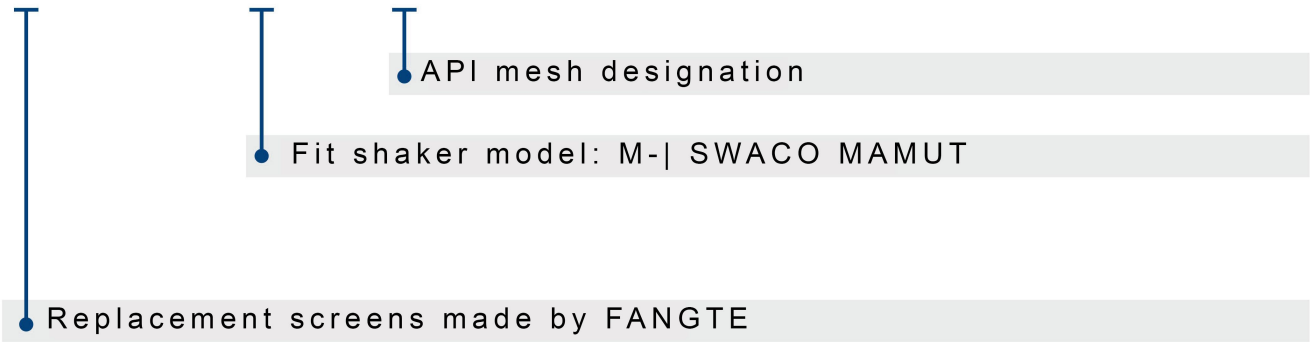 API mesh designation
Fit shaker model: M-| SWACO MAMUT
Replacement screens made by FANGTE